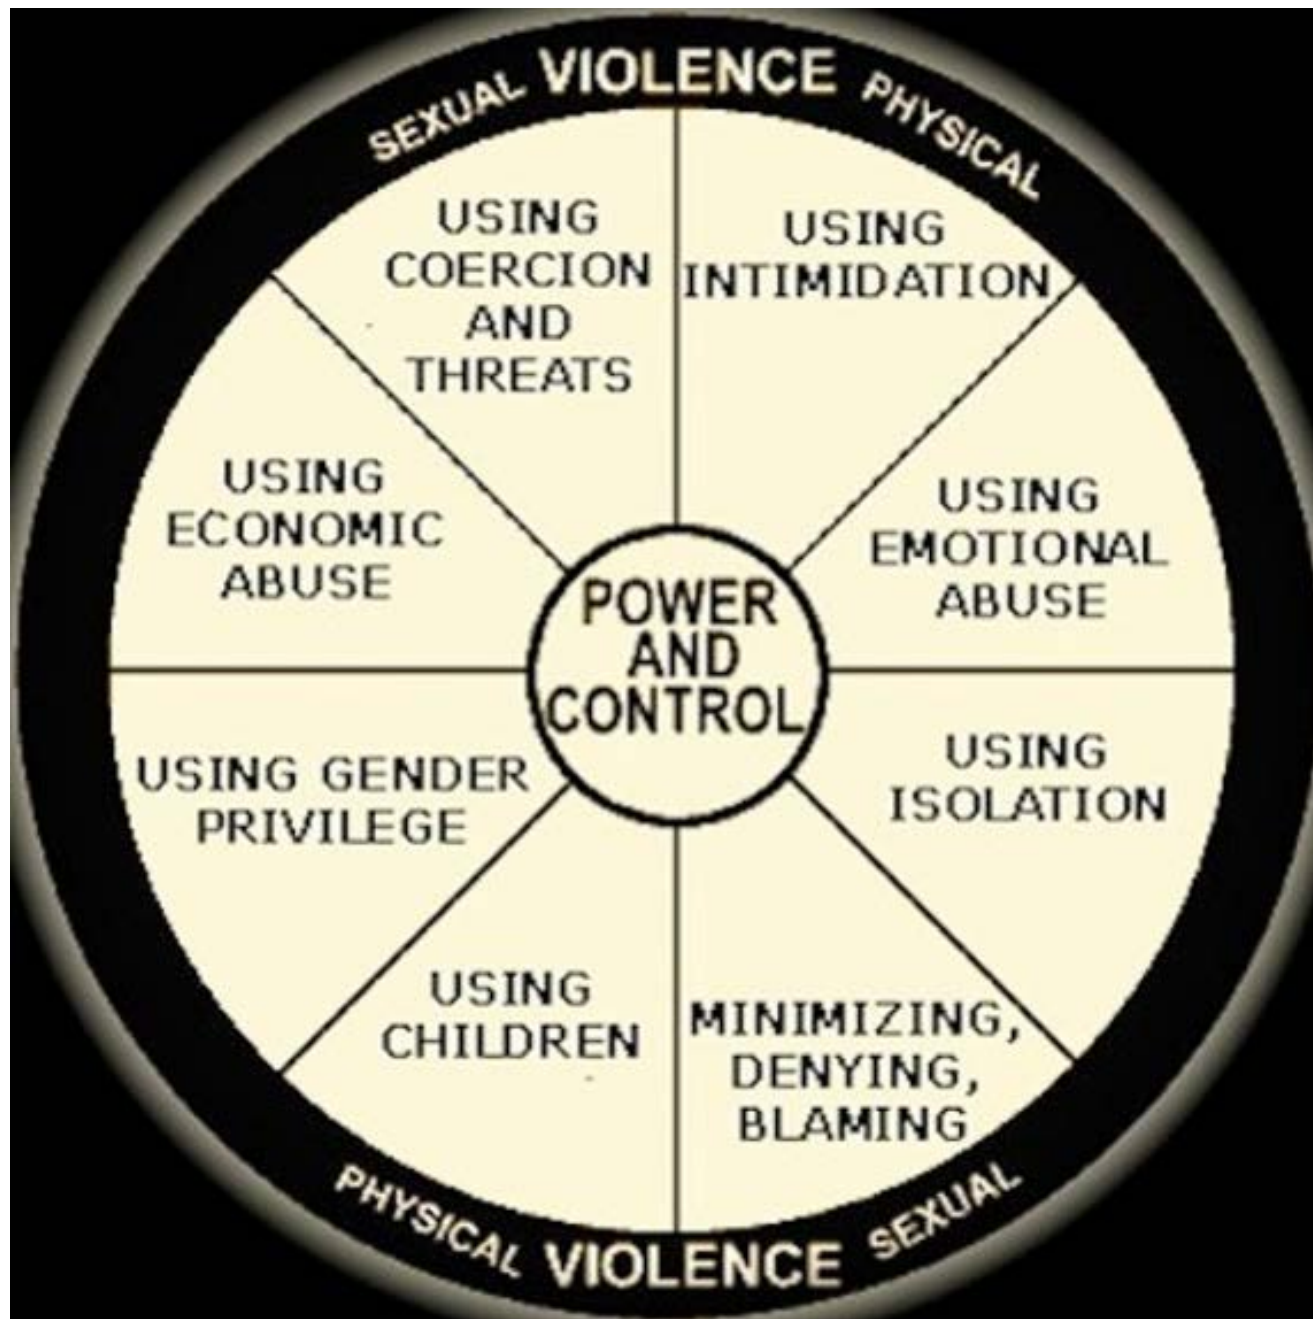 SEXUAL VIOLENCE PHYSICAL
USING
COERCION
AND
THREATS
USING
INTIMIDATION
USING
EMOTIONAL
ABUSE
USING
ISOLATION
MINIMIZING,
DENYING,
BLAMING
USING
CHILDREN
USING GENDER
PRIVILEGE
USING
ECONOMIC
ABUSE
POWER
AND
CONTROL
PHYSICAL VIOLENCE SEXUAL